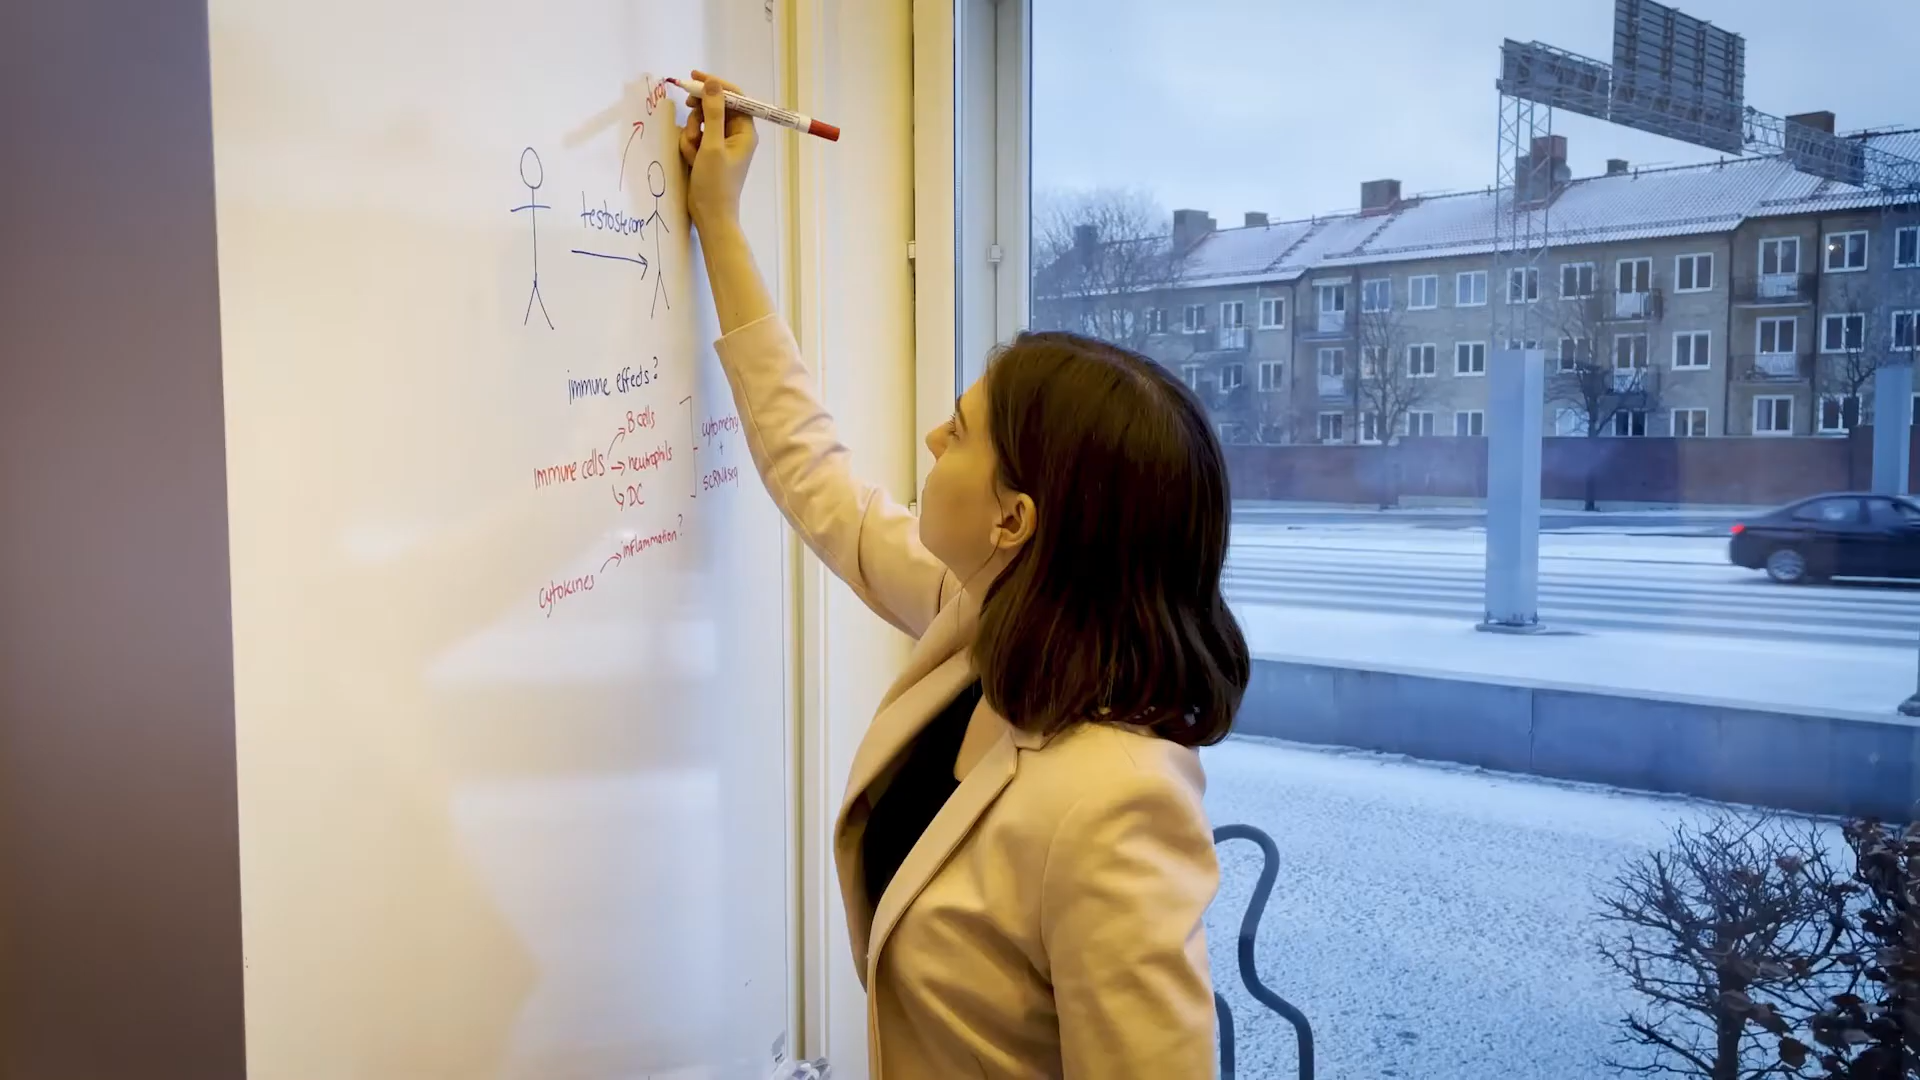 testosterone
immune effects?
B cells
immune cells
neutrophils
DC
cytometry
+
scRNAseq
inflammation?
cytokines